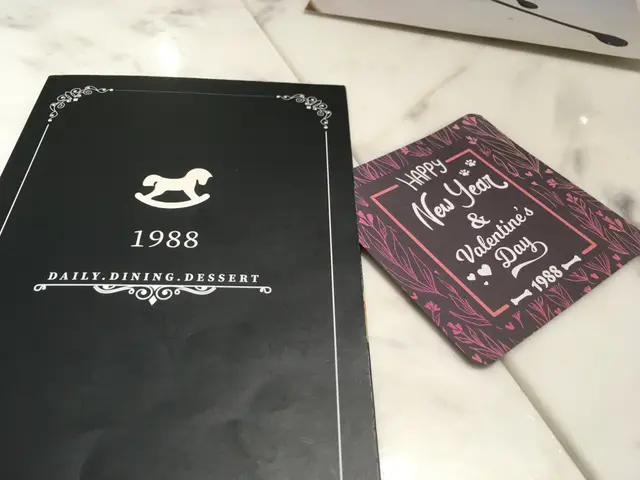 1988
DAILY.DINING.DESSERT
HAPPY
New Year
&
Valentine's
Day
1988